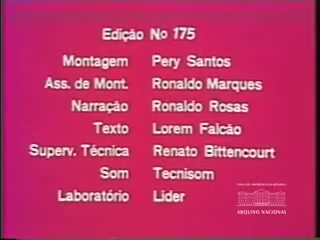 Edição Nº 175
Montagem Pery Santos
Ass. de Mont. Ronaldo Marques
Narração Ronaldo Rosas
Texto Lorem Falcão
Superv. Técnica Renato Bittencourt
Som Tecnisom
Laboratório Lider
ARQUIVO NACIONAL